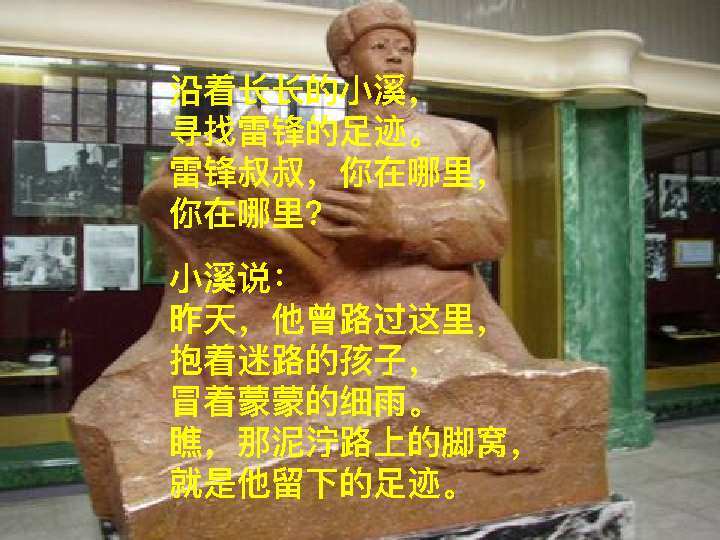 沿着长长的小溪，
寻找雷锋的足迹。
雷锋叔叔，你在哪里，
你在哪里？
小溪说：
昨天，他曾路过这里，
抱着迷路的孩子，
冒着蒙蒙的细雨。
瞧，那泥泞路上的脚窝，
就是他留下的足迹。